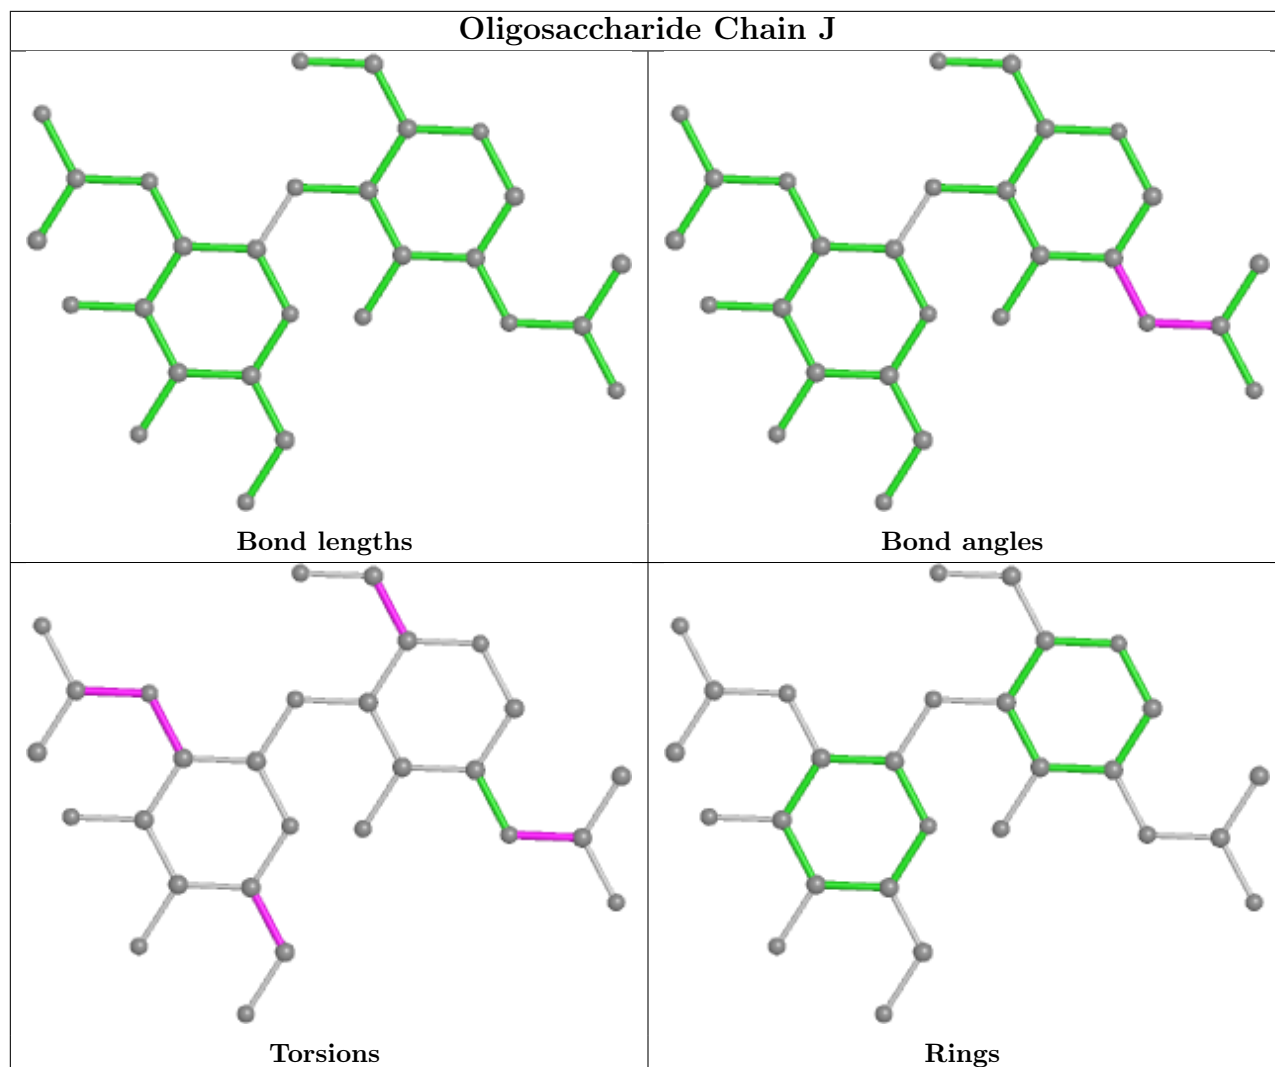 Oligosaccharide Chain J
Bond lengths
Bond angles
Torsions
Rings